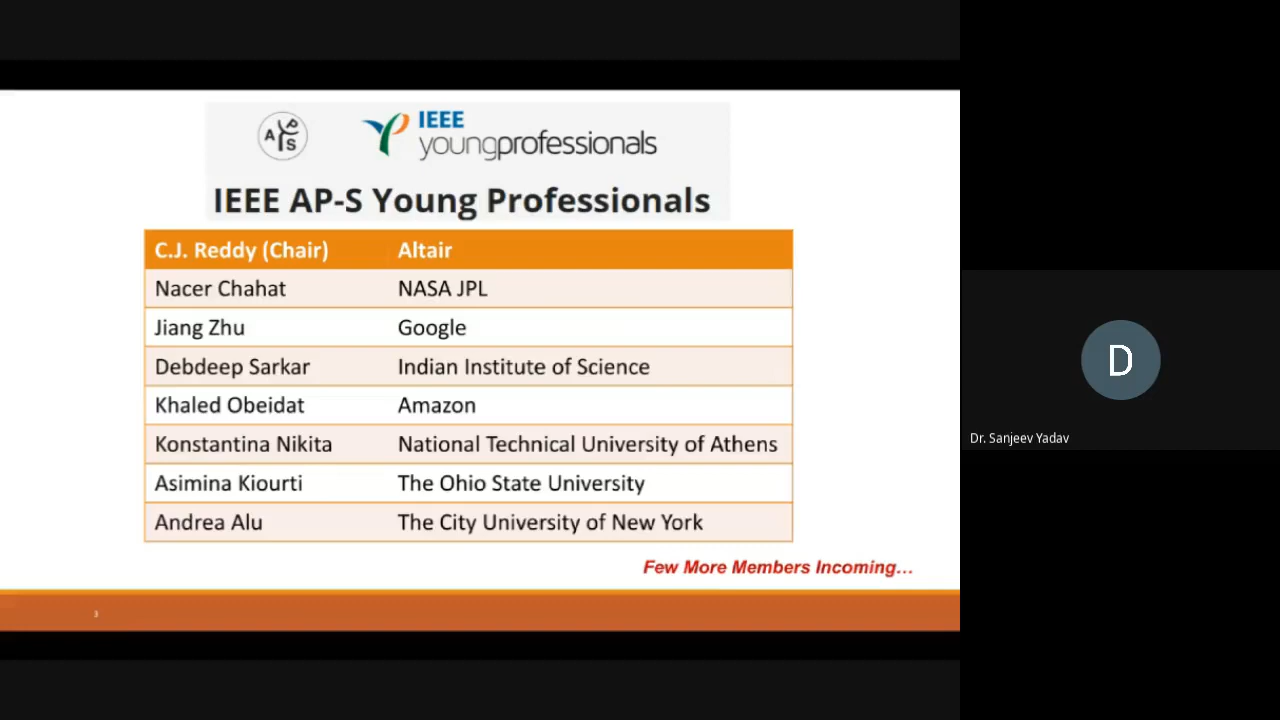 APS
IEEE
youngprofessionals
IEEE AP-S Young Professionals
C.J. Reddy (Chair) Altair
Nacer Chahat NASA JPL
Jiang Zhu Google
Debdeep Sarkar Indian Institute of Science
Khaled Obeidat Amazon
Konstantina Nikita National Technical University of Athens
Asimina Kiourti The Ohio State University
Andrea Alu The City University of New York
Few More Members Incoming...
3
D
Dr. Sanjeev Yadav